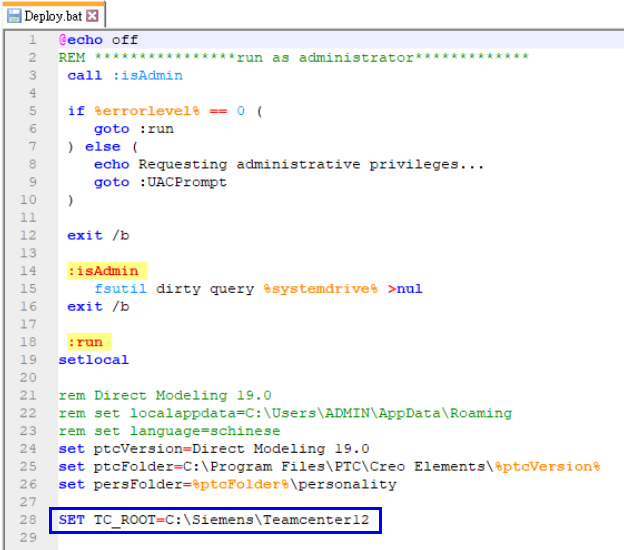 Deploy.bat
1 @echo off
2 REM ****************run as administrator*************
3 call :isAdmin
4
5 if %errorlevel% == 0 (
6 goto :run
7 ) else (
8 echo Requesting administrative privileges...
9 goto :UACPrompt
10 )
11
12 exit /b
13
14 :isAdmin
15 fsutil dirty query %systemdrive% >nul
16 exit /b
17
18 :run
19 setlocal
20
21 rem Direct Modeling 19.0
22 rem set localappdata=C:\Users\ADMIN\AppData\Roaming
23 rem set language=schinese
24 set ptcVersion=Direct Modeling 19.0
25 set ptcFolder=C:\Program Files\PTC\Creo Elements\%ptcVersion%
26 set persFolder=%ptcFolder%\personality
27
28 SET TC_ROOT=C:\Siemens\Teamcenter12
29